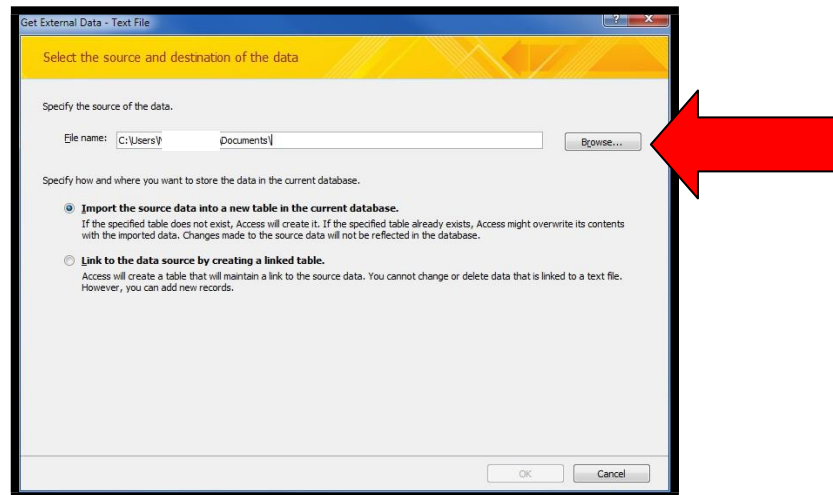 Get External Data - Text File
Select the source and destination of the data
Specify the source of the data.
File name: C:\Users\ \Documents\
Browse...
Specify how and where you want to store the data in the current database.
Import the source data into a new table in the current database.
If the specified table does not exist, Access will create it. If the specified table already exists, Access might overwrite its contents
with the imported data. Changes made to the source data will not be reflected in the database.
Link to the data source by creating a linked table.
Access will create a table that will maintain a link to the source data. You cannot change or delete data that is linked to a text file.
However, you can add new records.
OK Cancel